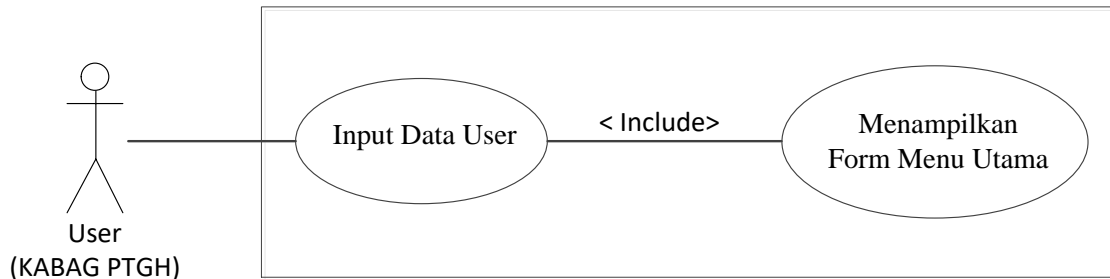 Input Data User
< Include>
Menampilkan
Form Menu Utama
User
(KABAG PTGH)